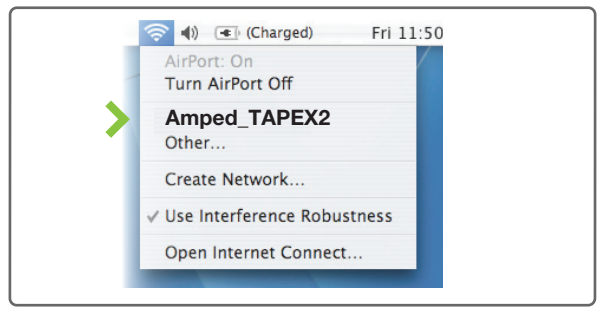 (Charged) Fri 11:50
AirPort: On
Turn AirPort Off
Amped_TAPEX2
Other...
Create Network...
Use Interference Robustness
Open Internet Connect...